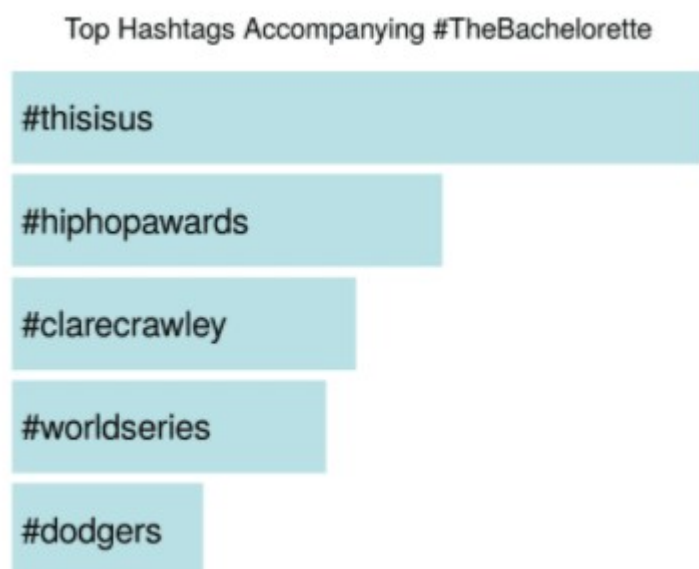 Top Hashtags Accompanying #TheBachelorette
#thisisus
#hiphopawards
#clarecrawley
#worldseries
#dodgers